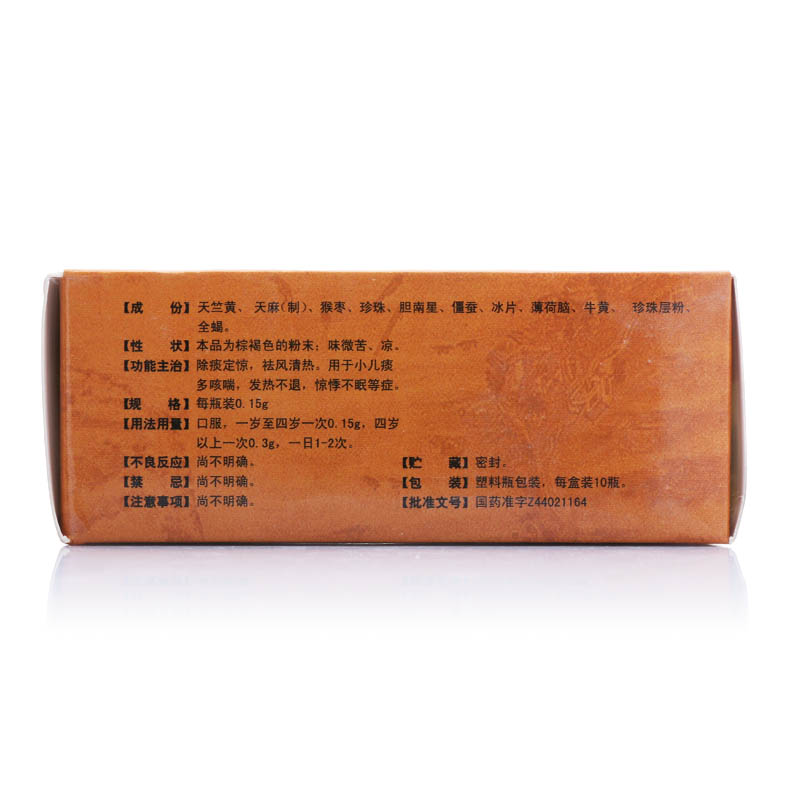 【成 份】天竺黄、天麻(制)、猴枣、珍珠、胆南星、僵蚕、冰片、薄荷脑、牛黄、 珍珠层粉、
全蝎。
【性 状】本品为棕褐色的粉末；味微苦、凉。
【功能主治】除痰定惊，祛风清热。用于小儿痰
多咳喘，发热不退，惊悸不眠等症。
【规 格】每瓶装0.15g
【用法用量】口服，一岁至四岁一次0.15g，四岁
以上一次0.3g，一日1-2次。
【不良反应】尚不明确。
【禁 忌】尚不明确。
【注意事项】尚不明确。
【贮 藏】密封。
【包 装】塑料瓶包装，每盒装10瓶。
【批准文号】国药准字Z44021164